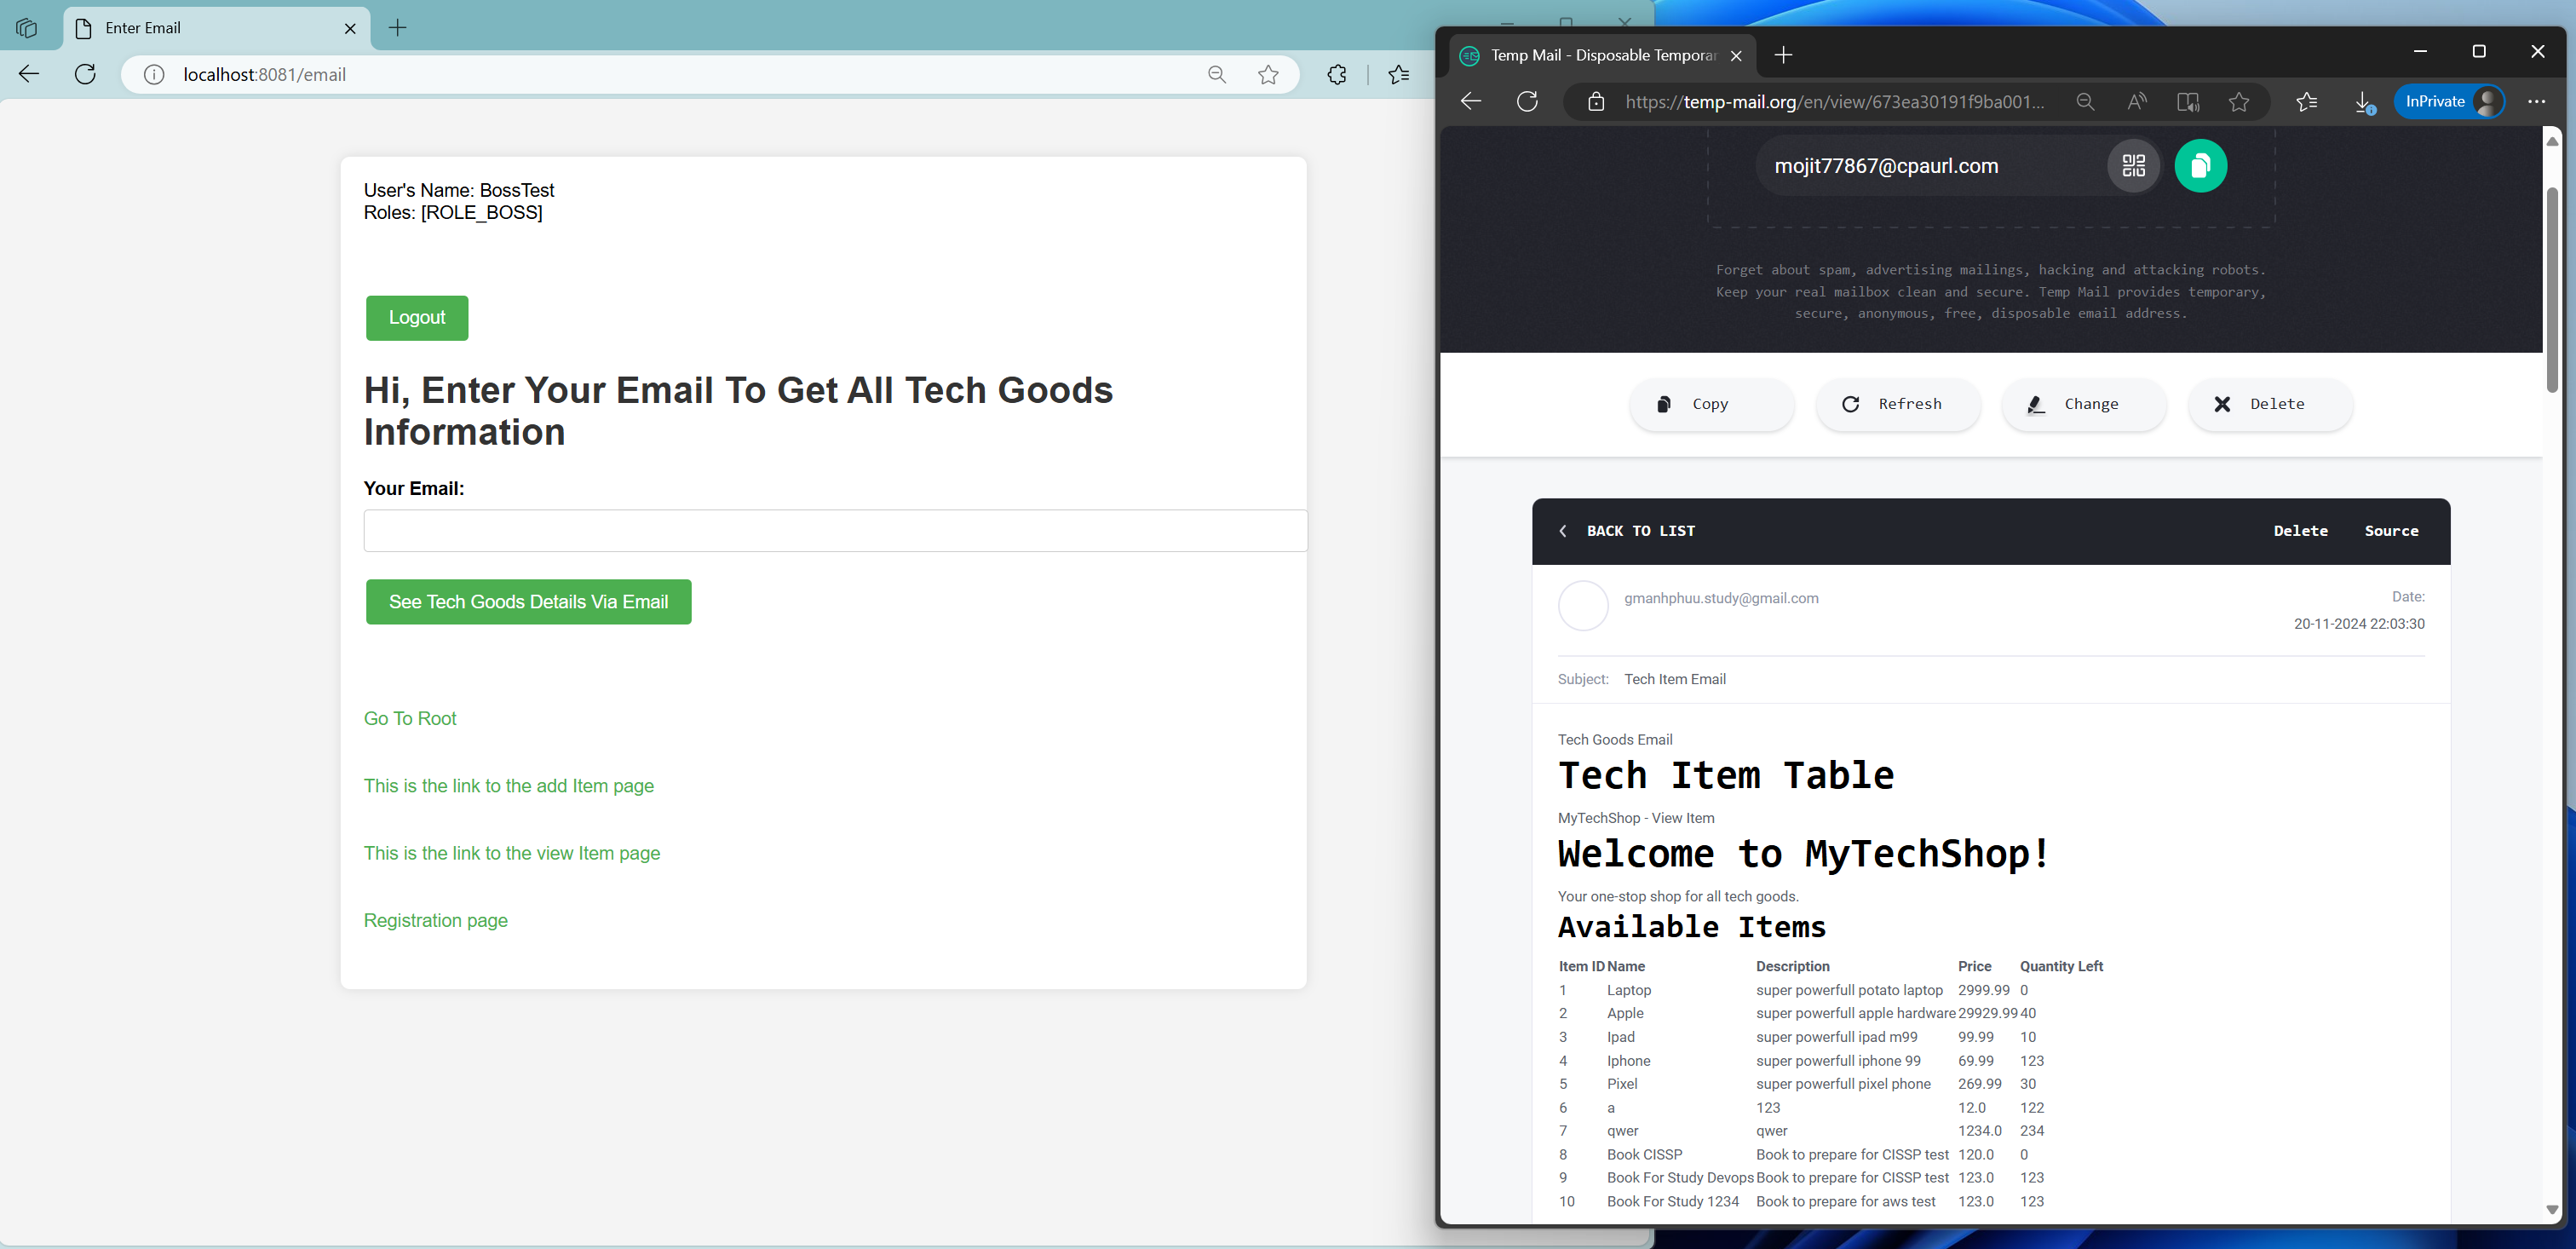 Enter Email
localhost:8081/email
User's Name: BossTest
Roles: [ROLE_BOSS]
Logout
Hi, Enter Your Email To Get All Tech Goods
Information
Your Email:
See Tech Goods Details Via Email
Go To Root
This is the link to the add Item page
This is the link to the view Item page
Registration page
Temp Mail - Disposable Temporar
https://temp-mail.org/en/view/673ea30191f9ba001...
InPrivate
mojit77867@cpaurl.com
Forget about spam, advertising mailings, hacking and attacking robots.
Keep your real mailbox clean and secure. Temp Mail provides temporary,
secure, anonymous, free, disposable email address.
Copy Refresh Change Delete
BACK TO LIST Delete Source
gmanhphuu.study@gmail.com Date:
20-11-2024 22:03:30
Subject: Tech Item Email
Tech Goods Email
Tech Item Table
MyTechShop - View Item
Welcome to MyTechShop!
Your one-stop shop for all tech goods.
Available Items
Item ID Name Description Price Quantity Left
1 Laptop super powerfull potato laptop 2999.99 0
2 Apple super powerfull apple hardware 29929.99 40
3 Ipad super powerfull ipad m99 99.99 10
4 Iphone super powerfull iphone 99 69.99 123
5 Pixel super powerfull pixel phone 269.99 30
6 a 123 12.0 122
7 qwer qwer 1234.0 234
8 Book CISSP Book to prepare for CISSP test 120.0 0
9 Book For Study Devops Book to prepare for CISSP test 123.0 123
10 Book For Study 1234 Book to prepare for aws test 123.0 123